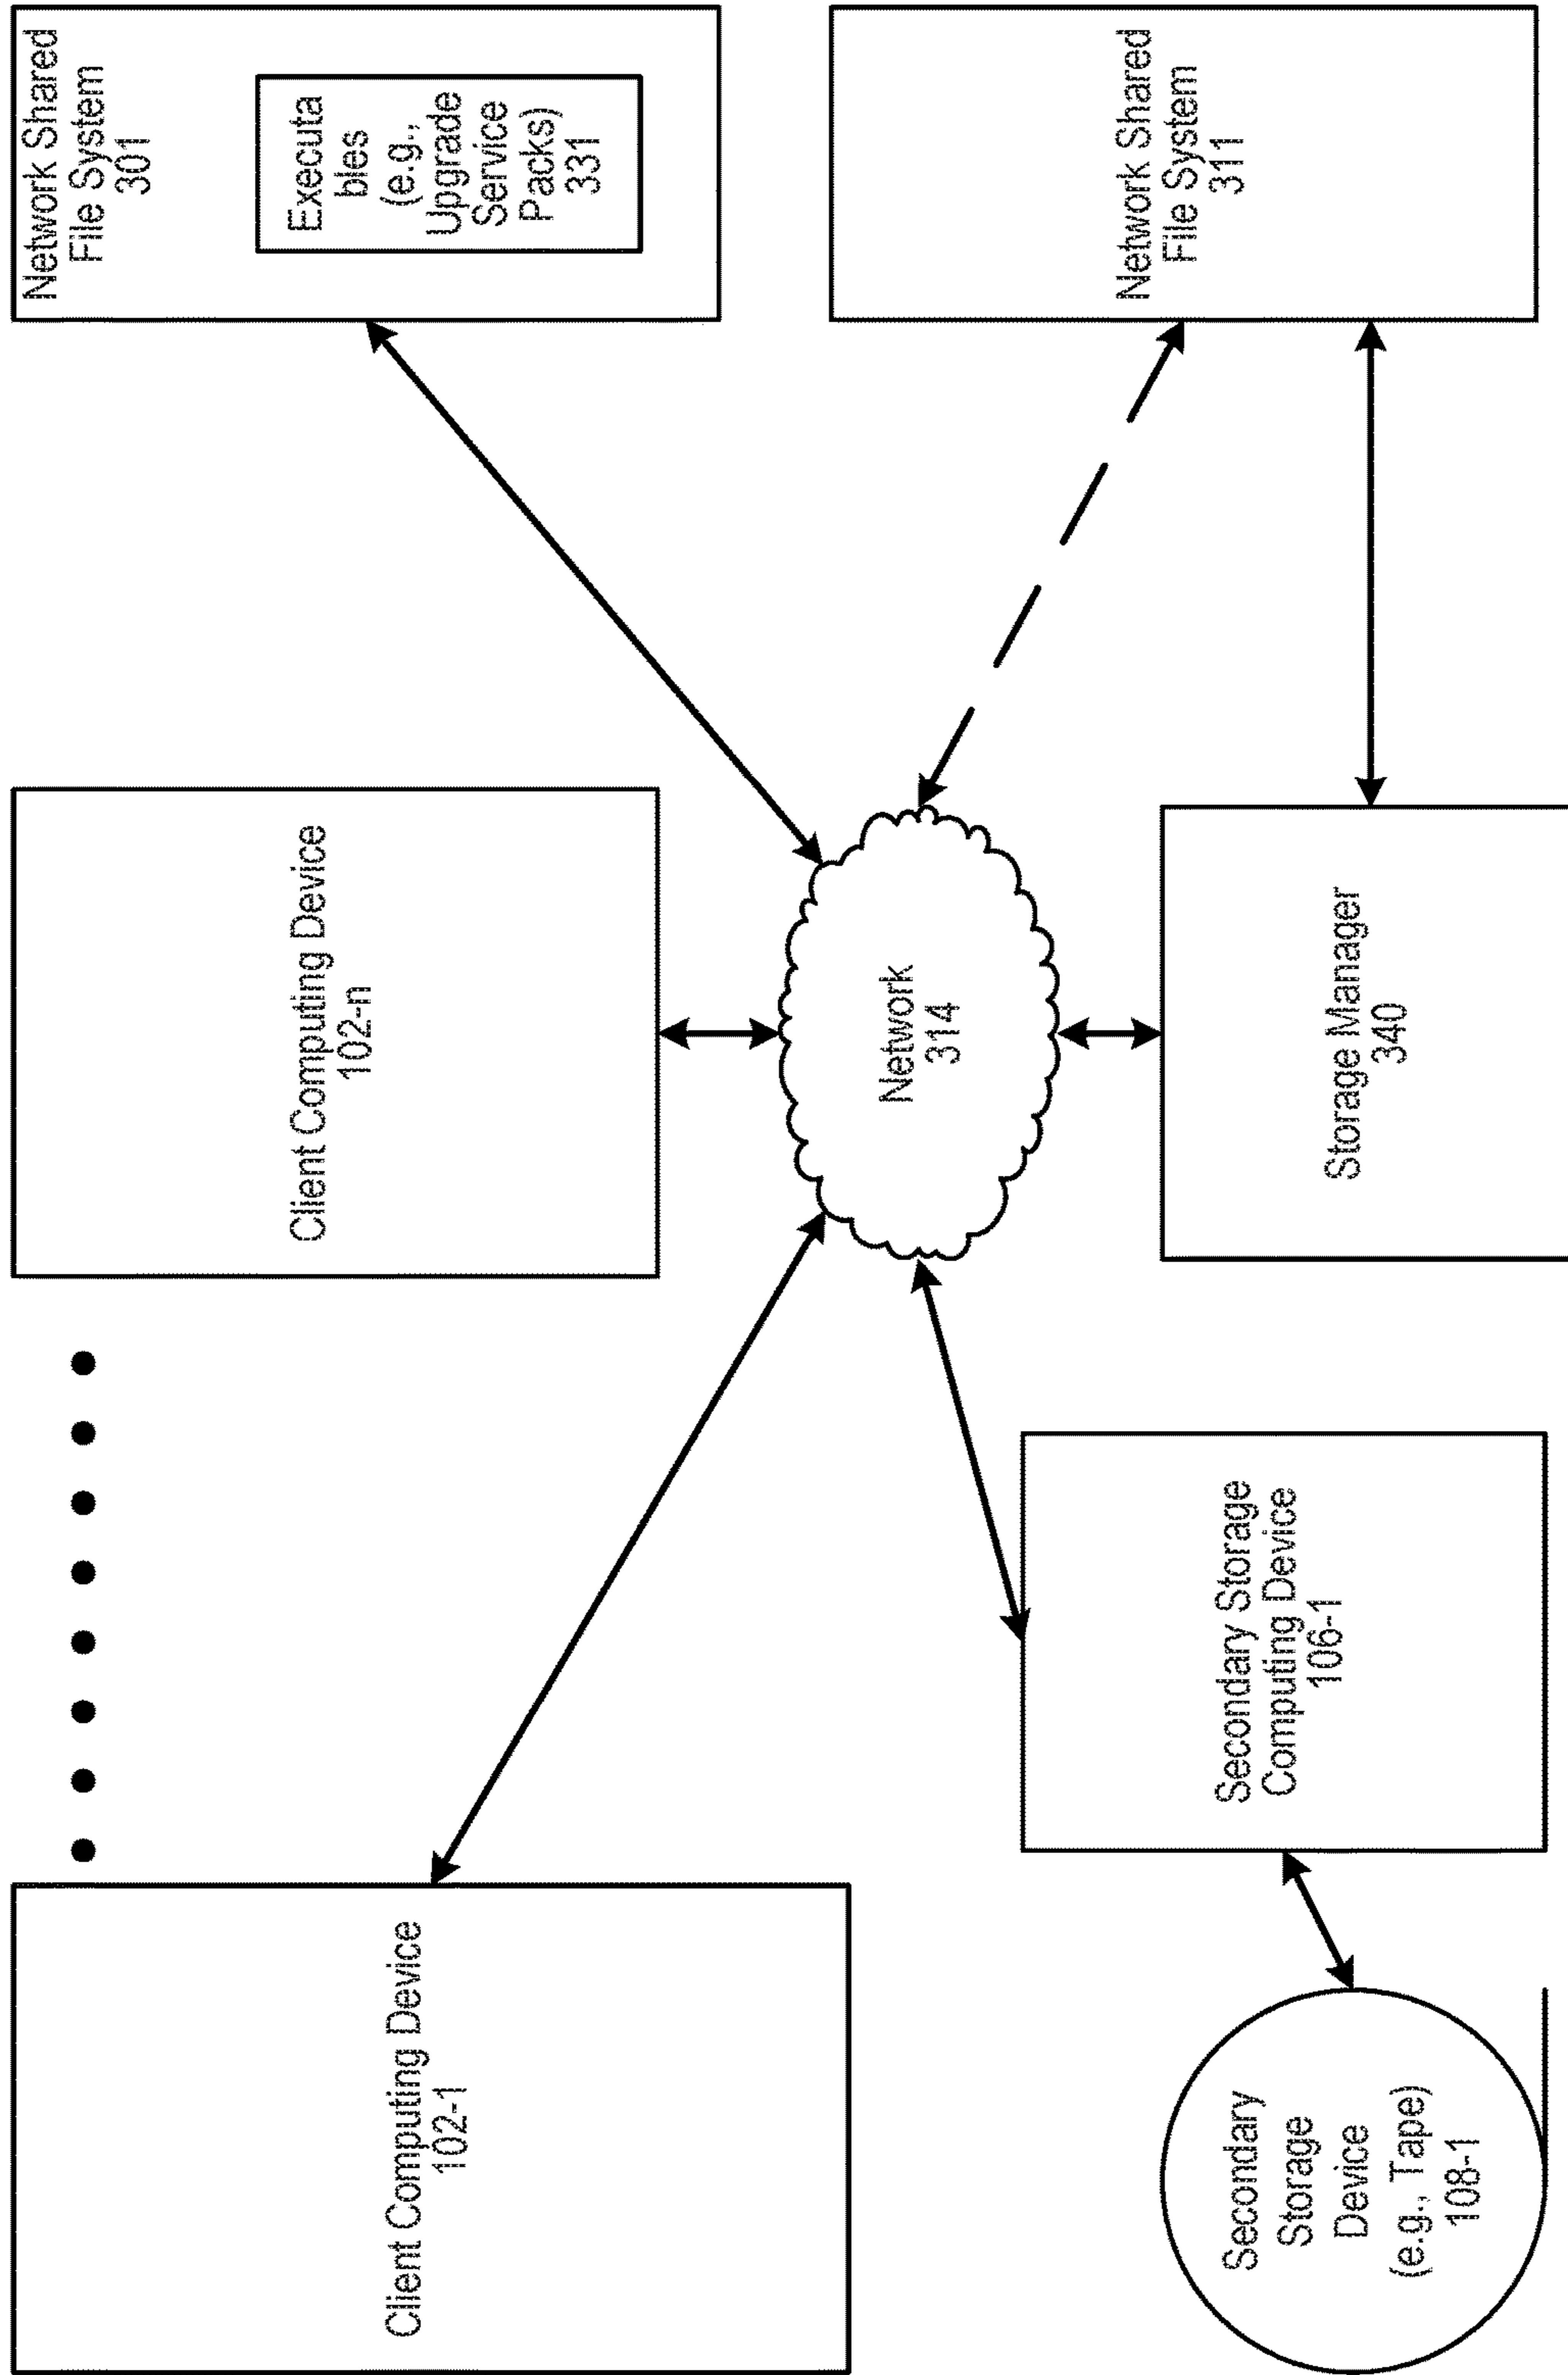 Client Computing Device
102-1
Client Computing Device
102-n
Network Shared
File System
301
Executa
bles
(e.g.,
Upgrade
Service
Packs)
331
Network
314
Secondary
Storage
Device
(e.g., Tape)
108-1
Secondary Storage
Computing Device
106-1
Storage Manager
340
Network Shared
File System
311